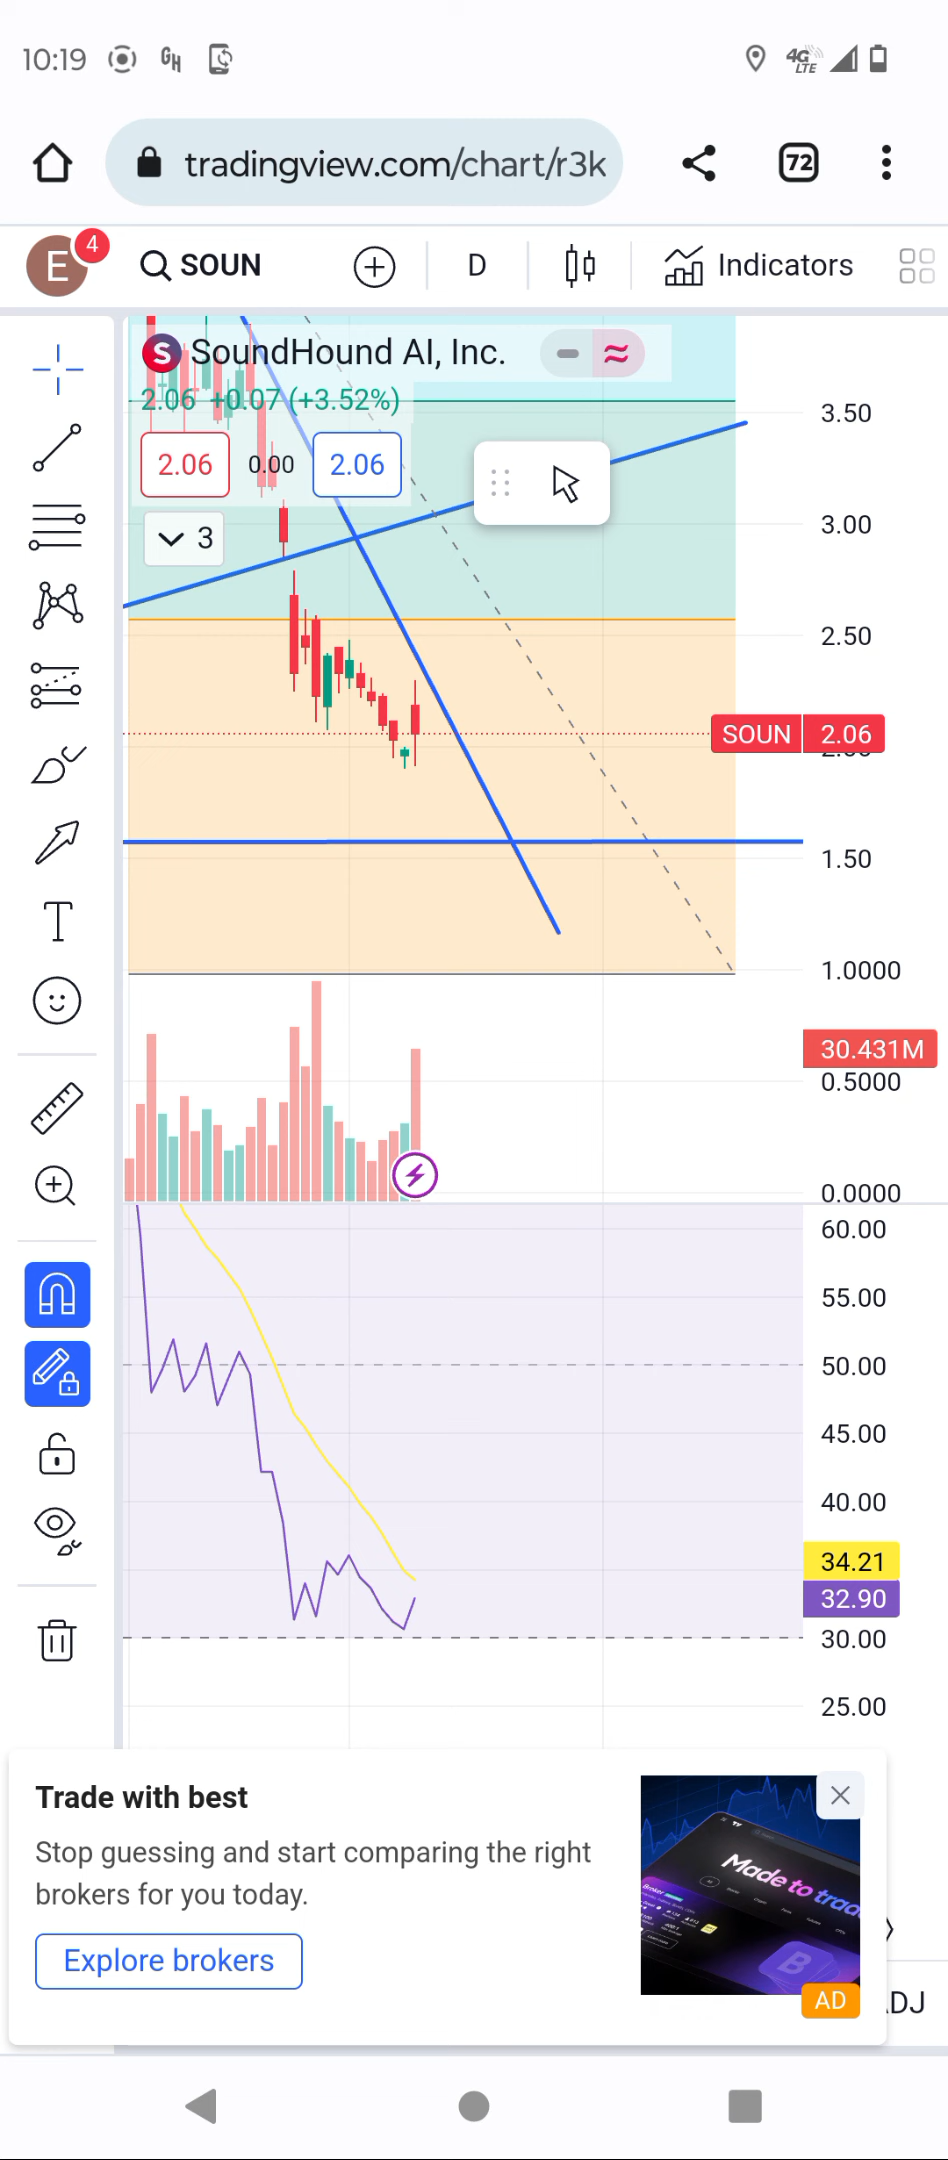 10:19
GH
4G
LTE
tradingview.com/chart/r3k
72
E
4
SOUN
D
Indicators
S
SoundHound AI, Inc.
2.06 +0.07 (+3.52%)
2.06
0.00
2.06
3
3.50
3.00
2.50
SOUN
2.06
1.50
1.0000
30.431M
0.5000
0.0000
60.00
55.00
50.00
45.00
40.00
34.21
32.90
30.00
25.00
T
Trade with best
Stop guessing and start comparing the right
brokers for you today.
Explore brokers
Made to trad
B
AD
ADJ